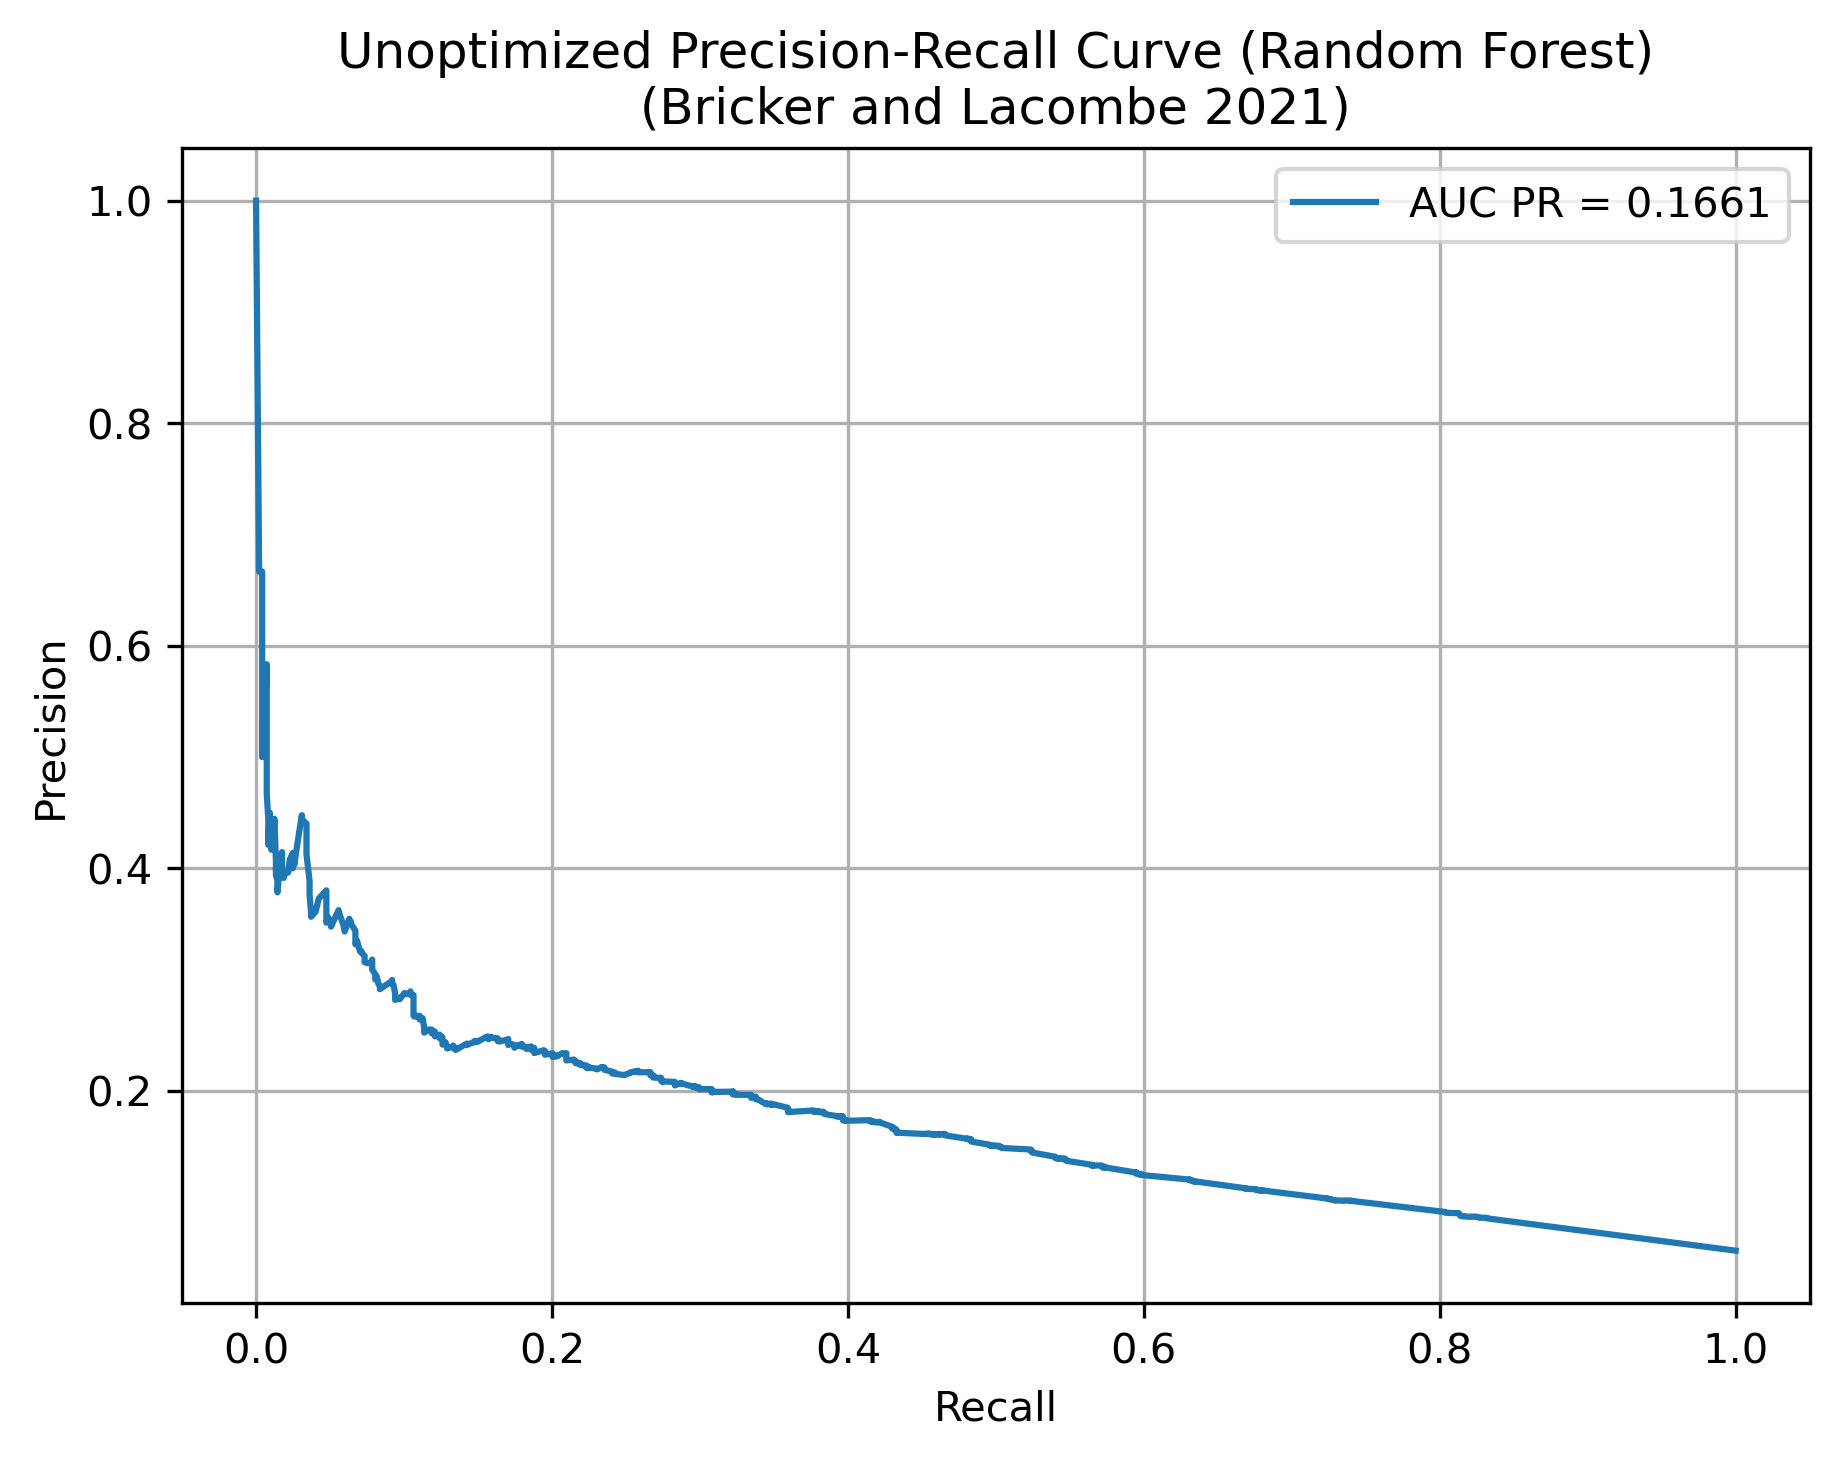 Unoptimized Precision-Recall Curve (Random Forest)
(Bricker and Lacombe 2021)
AUC PR = 0.1661
1.0
0.8
0.6
0.4
0.2
Precision
0.0 0.2 0.4 0.6 0.8 1.0
Recall